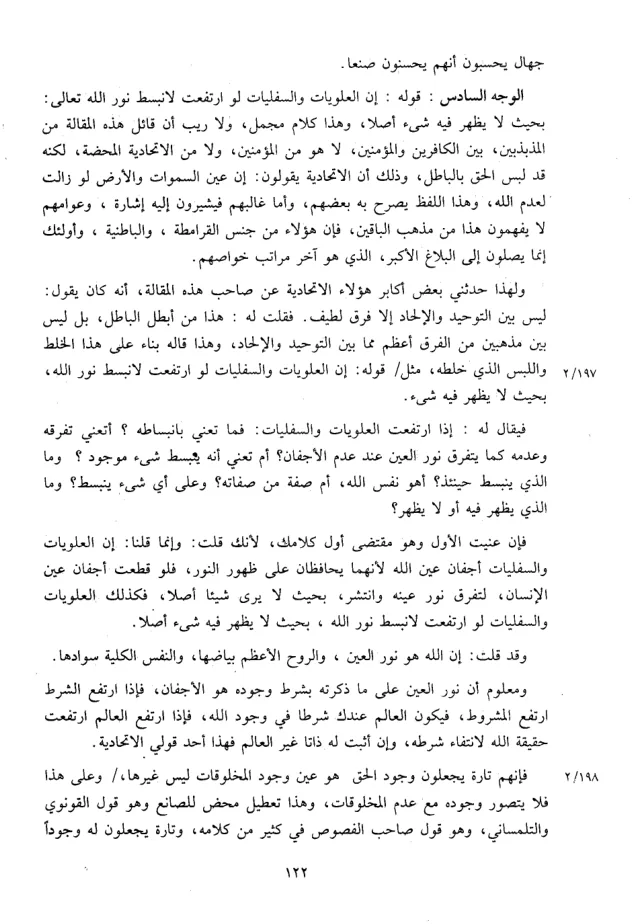 جهال يحسبون أنهم يحسنون صنعا.
الوجه السادس : قوله : إن العلويات والسفليات لو ارتفعت لانبسط نور الله تعالى:
بحيث لا يظهر فيه شىء أصلا، وهذا كلام مجمل، ولا ريب أن قائل هذه المقالة من
المذبذبين، بين الكافرين والمؤمنين، لا هو من المؤمنين، ولا من الاتحادية المحضة، لكنه
قد لبس الحق بالباطل، وذلك أن الاتحادية يقولون: إن عين السموات والأرض لو زالت
لعدم الله، وهذا اللفظ يصرح به بعضهم، وأما غالبهم فيشيرون إليه إشارة ، وعوامهم
لا يفهمون هذا من مذهب الباقين، فإن هؤلاء من جنس القرامطة ، والباطنية ، وأولئك
إنما يصلون إلى البلاغ الأكبر، الذي هو آخر مراتب خواصهم.
ولهذا حدثني بعض أكابر هؤلاء الاتحادية عن صاحب هذه المقالة، أنه كان يقول:
ليس بين التوحيد والإلحاد إلا فرق لطيف. فقلت له : هذا من أبطل الباطل، بل ليس
بين مذهبين من الفرق أعظم مما بين التوحيد والإلحاد، وهذا قاله بناء على هذا الخلط
واللبس الذي خلطه، مثل/ قوله: إن العلويات والسفليات لو ارتفعت لانبسط نور الله، ٢/١٩٧
بحيث لا يظهر فيه شىء.
فيقال له : إذا ارتفعت العلويات والسفليات: فما تعني بانبساطه ؟ أتعني تفرقه
وعدمه كما يتفرق نور العين عند عدم الأجفان؟ أم تعني أنه ينبسط شىء موجود ؟ وما
الذي ينبسط حينئذ؟ أهو نفس الله، أم صفة من صفاته؟ وعلى أي شىء ينبسط؟ وما
الذي يظهر فيه أو لا يظهر؟
فإن عنيت الأول وهو مقتضى أول كلامك، لأنك قلت: وإنما قلنا: إن العلويات
والسفليات أجفان عين الله لأنهما يحافظان على ظهور النور، فلو قطعت أجفان عين
الإنسان، لتفرق نور عينه وانتشر، بحيث لا يرى شيئا أصلا، فكذلك العلويات
والسفليات لو ارتفعت لانبسط نور الله ، بحيث لا يظهر فيه شىء أصلا.
وقد قلت: إن الله هو نور العين ، والروح الأعظم بياضها، والنفس الكلية سوادها.
ومعلوم أن نور العين على ما ذكرته بشرط وجوده هو الأجفان، فإذا ارتفع الشرط
ارتفع المشروط، فيكون العالم عندك شرطا في وجود الله، فإذا ارتفع العالم ارتفعت
حقيقة الله لانتفاء شرطه، وإن أثبت له ذاتا غير العالم فهذا أحد قولي الاتحادية.
فإنهم تارة يجعلون وجود الحق هو عين وجود المخلوقات ليس غيرها،/ وعلى هذا ٢/١٩٨
فلا يتصور وجوده مع عدم المخلوقات، وهذا تعطيل محض للصانع وهو قول القونوي
والتلمساني، وهو قول صاحب الفصوص في كثير من كلامه، وتارة يجعلون له وجوداً
١٢٢